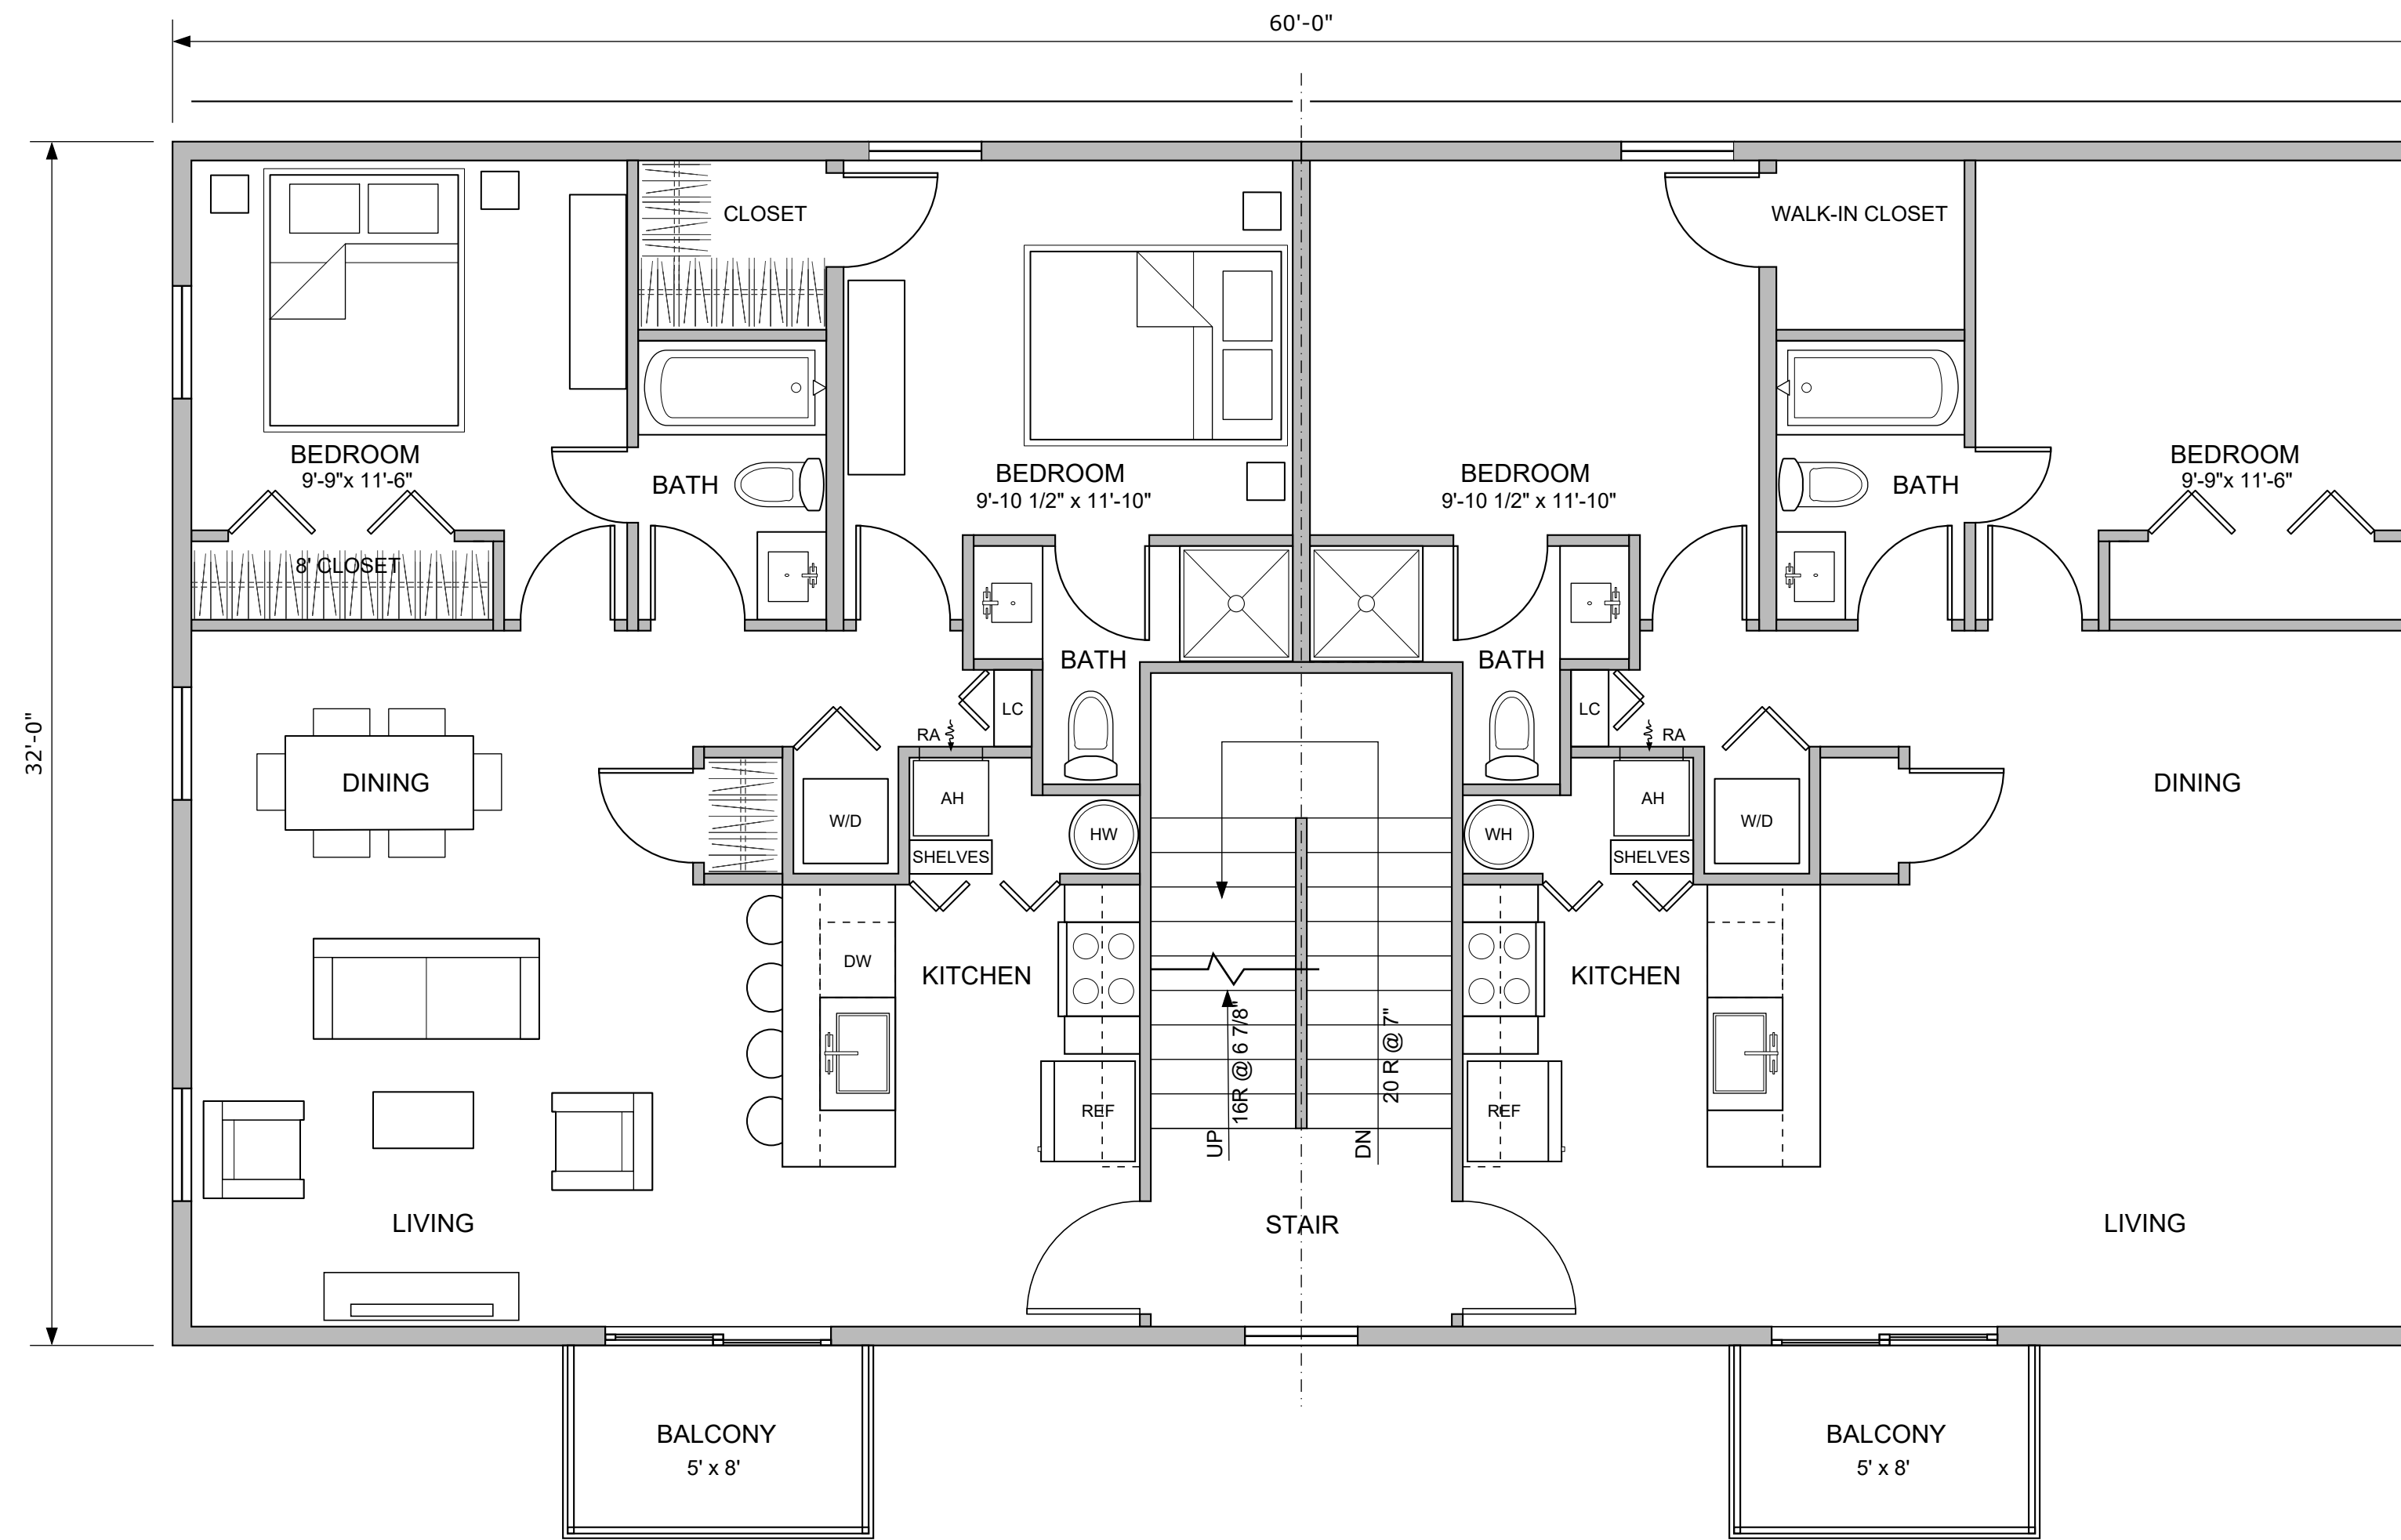 60'-0"
32'-0"
CLOSET
WALK-IN CLOSET
BEDROOM
9'-9"x 11'-6"
BATH
BEDROOM
9'-10 1/2" x 11'-10"
BEDROOM
9'-10 1/2" x 11'-10"
BATH
BEDROOM
9'-9"x 11'-6"
8' CLOSET
BATH
BATH
LC
LC
RA
RA
DINING
W/D
AH
SHELVES
HW
WH
AH
SHELVES
W/D
DINING
DW
KITCHEN
KITCHEN
REF
UP
16R @ 6 7/8"
DN
20 R @ 7"
REF
LIVING
STAIR
LIVING
BALCONY
5' x 8'
BALCONY
5' x 8'